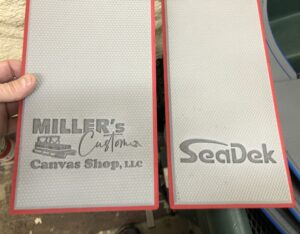 MILLER's
Custom
Canvas Shop, LLC
SeaDek